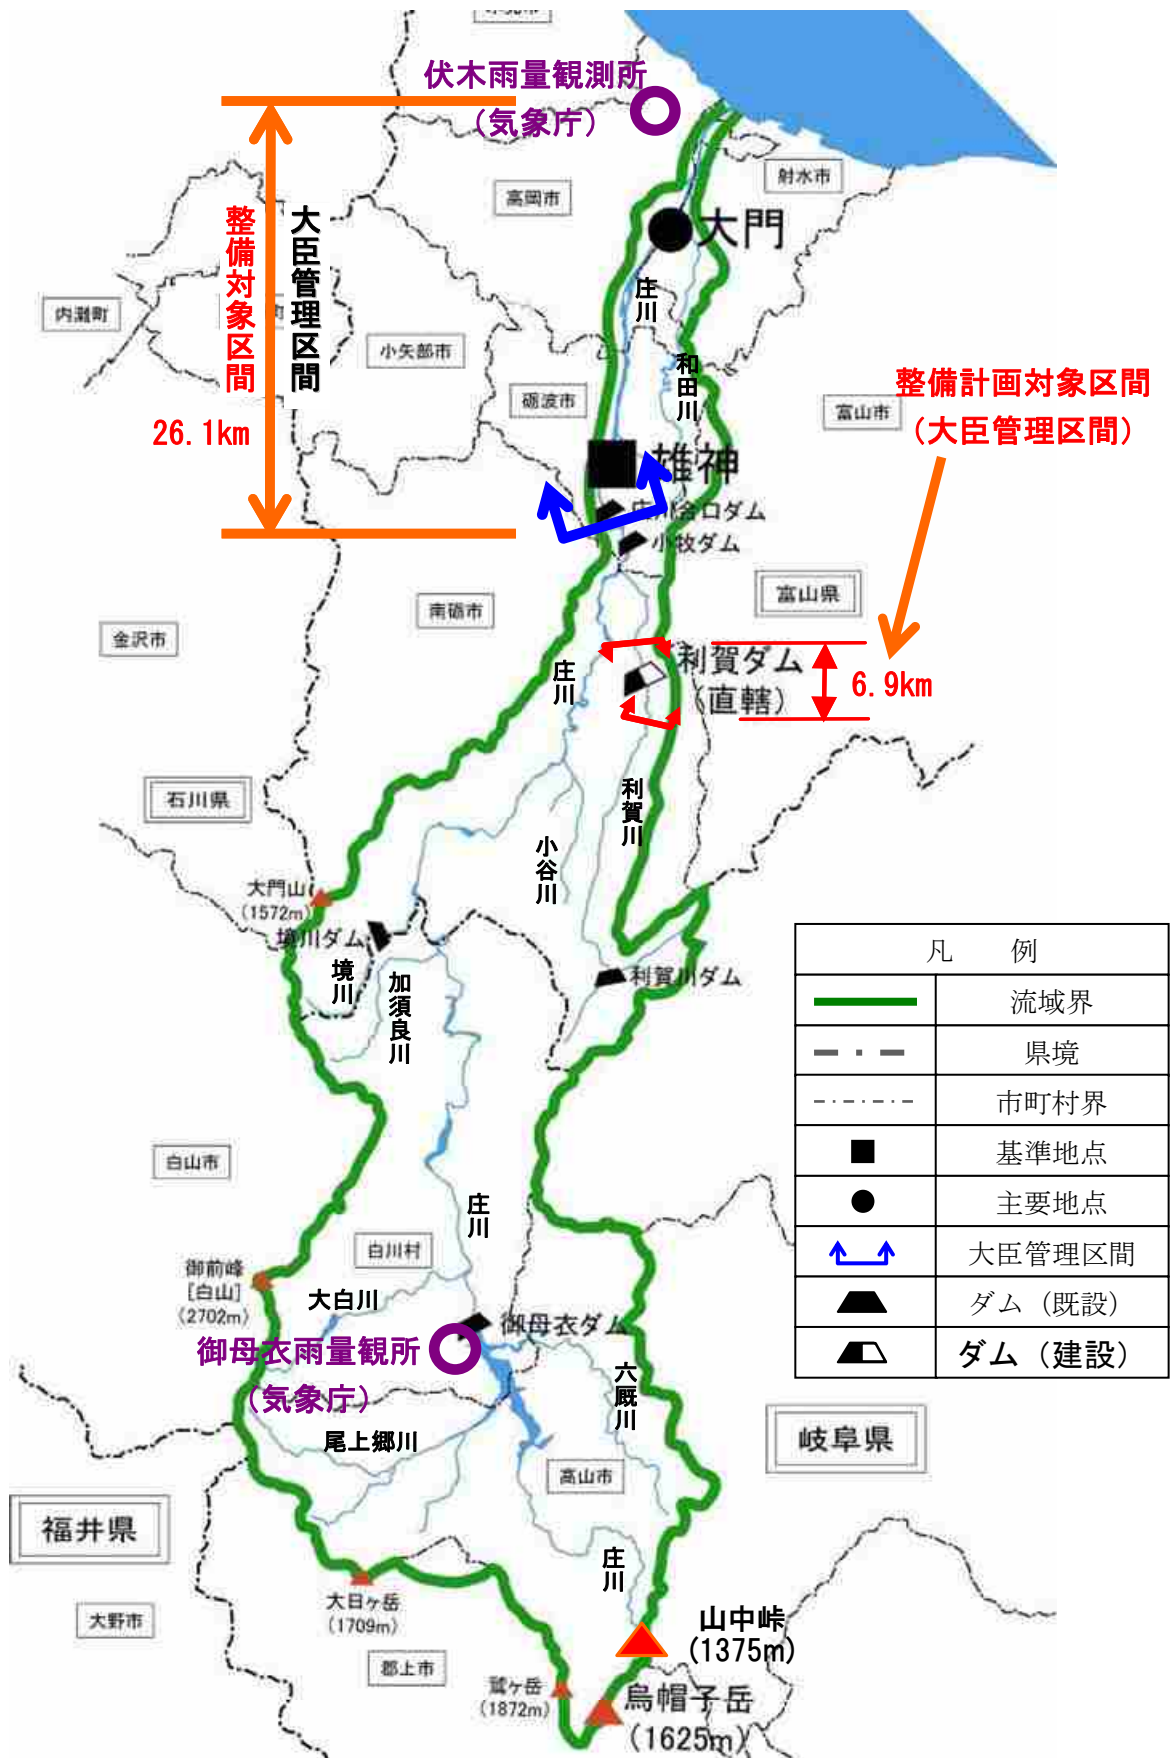 伏木雨量観測所
（気象庁）
射水市
高岡市
大門
整備対象区間
大臣管理区間
26.1km
内灘町
町
小矢部市
庄川
和田川
砺波市
富山市
整備計画対象区間
（大臣管理区間）
雄神
庄川合口ダム
小牧ダム
富山県
南砺市
金沢市
庄川
利賀ダム
（直轄）
6.9km
石川県
利賀川
小谷川
大門山
(1572m)
境川ダム
境川
加須良川
利賀川ダム
凡　例
流域界
県境
市町村界
基準地点
主要地点
大臣管理区間
ダム（既設）
ダム（建設）
白山市
庄川
白川村
御前峰
[白山]
(2702m)
大白川
御母衣ダム
御母衣雨量観所
（気象庁）
六厩川
尾上郷川
岐阜県
高山市
福井県
庄川
大日ヶ岳
(1709m)
大野市
山中峠
(1375m)
郡上市
鷲ヶ岳
(1872m)
烏帽子岳
(1625m)